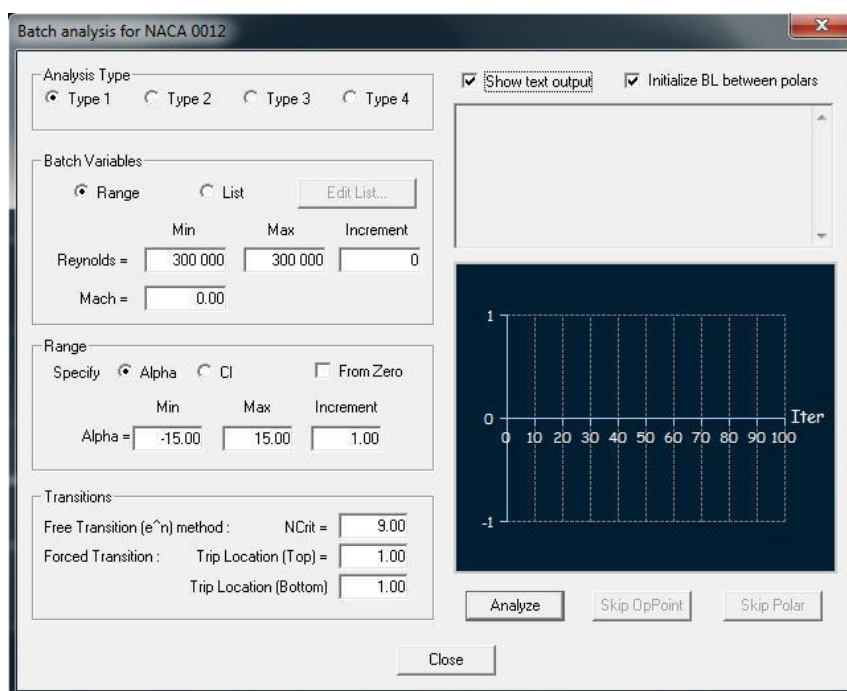 Batch analysis for NACA 0012
Analysis Type
Type 1 Type 2 Type 3 Type 4
Batch Variables
Range List Edit List...
Min Max Increment
Reynolds = 300 000 300 000 0
Mach = 0.00
Range
Specify Alpha Cl From Zero
Min Max Increment
Alpha = -15.00 15.00 1.00
Transitions
Free Transition (e^n) method : NCrit = 9.00
Forced Transition : Trip Location (Top) = 1.00
Trip Location (Bottom) 1.00
Show text output Initialize BL between polars
1
0 Iter
0 10 20 30 40 50 60 70 80 90 100
-1
Analyze Skip OpPoint Skip Polar
Close